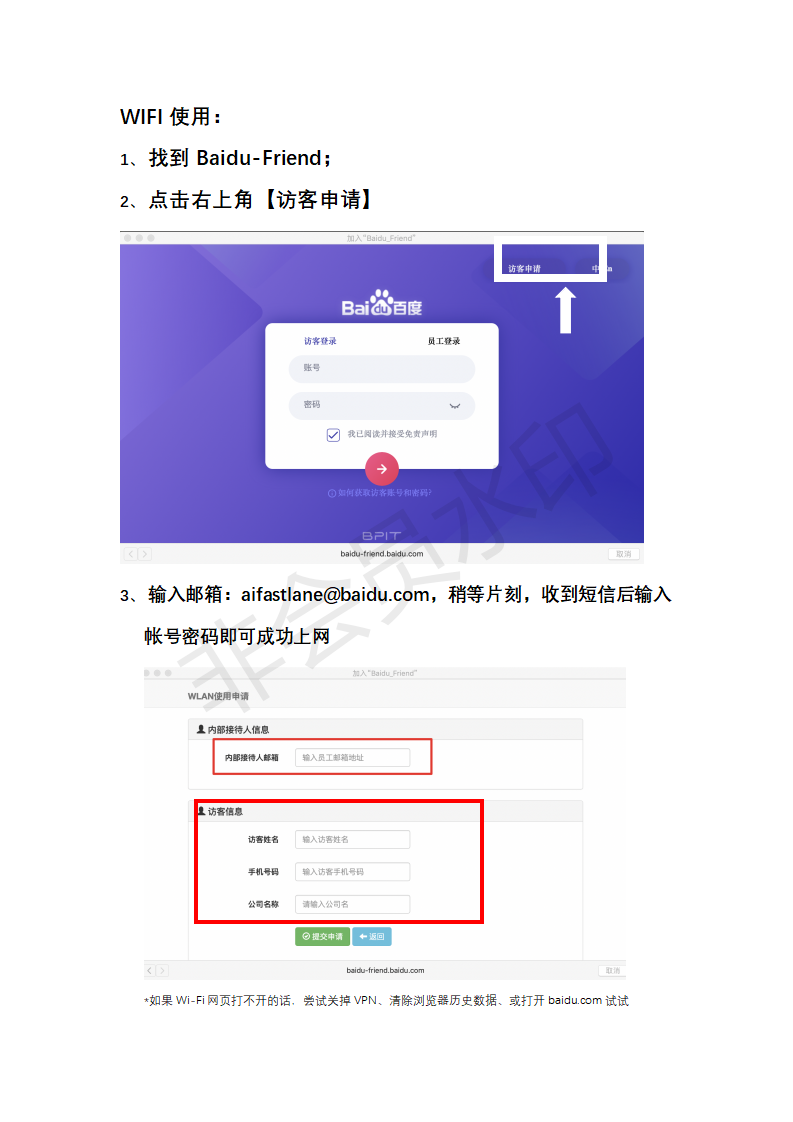 WIFI 使用：
1、找到 Baidu-Friend；
2、点击右上角【访客申请】
加入"Baidu_Friend"
访客申请
Baidu百度
访客登录 员工登录
账号
密码
我已阅读并接受免责声明
如何获取访客账号和密码?
BPIT
baidu-friend.baidu.com 取消
3、输入邮箱：aifastlane@baidu.com，稍等片刻，收到短信后输入
帐号密码即可成功上网
加入"Baidu_Friend"
WLAN使用申请
内部接待人信息
内部接待人邮箱 输入员工邮箱地址
访客信息
访客姓名 输入访客姓名
手机号码 输入访客手机号码
公司名称 请输入公司名
提交申请 返回
baidu-friend.baidu.com 取消
*如果 Wi-Fi 网页打不开的话，尝试关掉 VPN、清除浏览器历史数据、或打开 baidu.com 试试
非会员水印